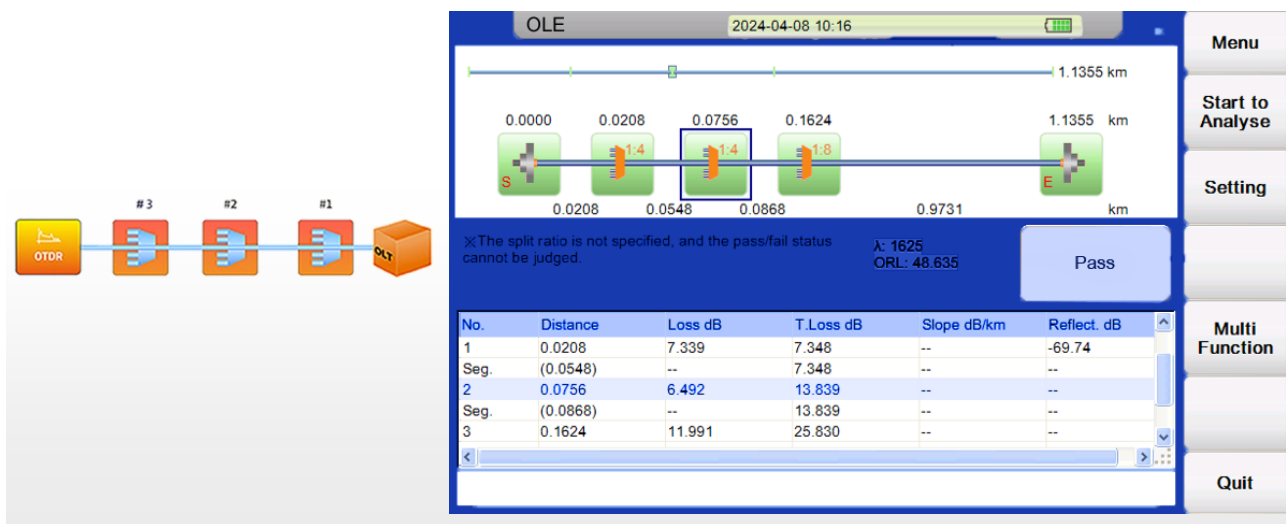 #3 #2 #1
OTDR
OLT
OLE 2024-04-08 10:16
1.1355 km
0.0000 0.0208 0.0756 0.1624 1.1355 km
1:4 1:4 1:8
S E
0.0208 0.0548 0.0868 0.9731 km
※The split ratio is not specified, and the pass/fail status
cannot be judged.
λ: 1625
ORL: 48.635
Pass
No. Distance Loss dB T.Loss dB Slope dB/km Reflect. dB
1 0.0208 7.339 7.348 -- -69.74
Seg. (0.0548) -- 7.348 -- --
2 0.0756 6.492 13.839 -- --
Seg. (0.0868) -- 13.839 -- --
3 0.1624 11.991 25.830 -- --
Menu
Start to
Analyse
Setting
Multi
Function
Quit